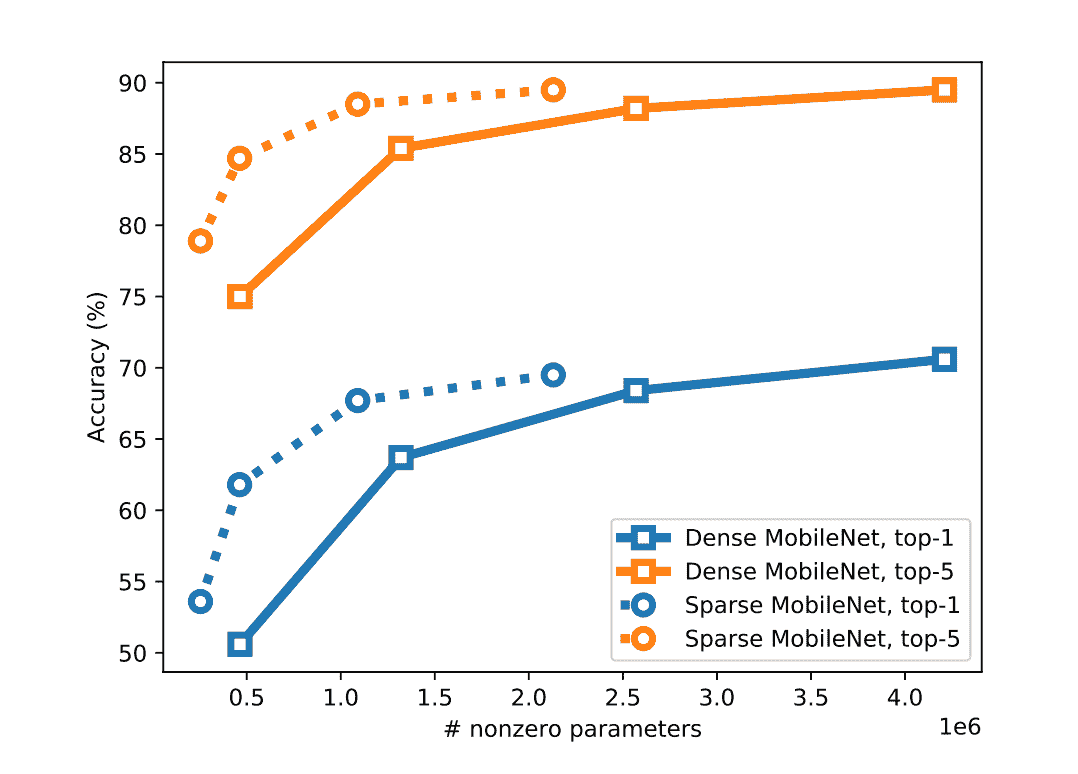 90
85
80
75
70
65
60
55
50
Accuracy (%)
Dense MobileNet, top-1
Dense MobileNet, top-5
Sparse MobileNet, top-1
Sparse MobileNet, top-5
0.5 1.0 1.5 2.0 2.5 3.0 3.5 4.0
# nonzero parameters
1e6